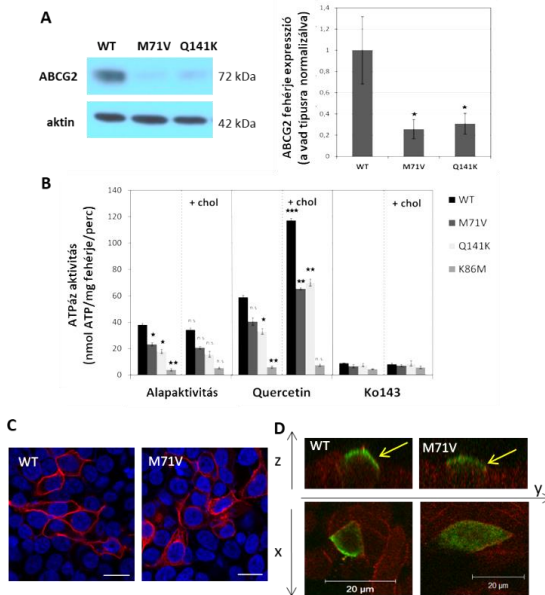 A
WT M71V Q141K
ABCG2 72 kDa
aktin 42 kDa
ABCG2 fehérje expresszió
(a vad típusra normalizálva)
1,4
1,2
1
0,8
0,6
0,4
0,2
0
* *
WT M71V Q141K
B
ATPáz aktivitás
(nmol ATP/mg fehérje/perc)
140
120
100
80
60
40
20
0
+ chol + chol + chol
WT
M71V
Q141K
K86M
* * **
n.s. n.s. n.s.
* **
*** ** ** n.s.
Alapaktivitás Quercetin Ko143
C
WT M71V
D
WT M71V
z
y
x
20 µm 20 µm